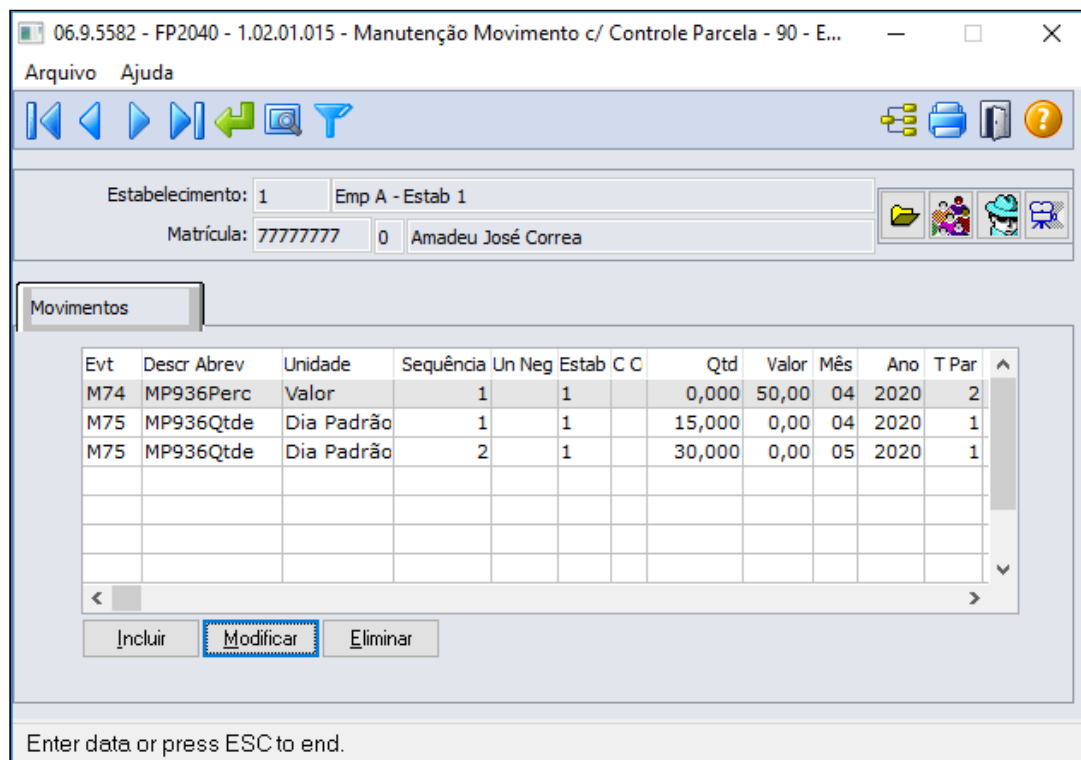 06.9.5582 - FP2040 - 1.02.01.015 - Manutenção Movimento c/ Controle Parcela - 90 - E...
Arquivo Ajuda
Estabelecimento: 1 Emp A - Estab 1
Matrícula: 77777777 0 Amadeu José Correa
Movimentos
Evt Descr Abrev Unidade Sequência Un Neg Estab C C Qtd Valor Mês Ano T Par
M74 MP936Perc Valor 1 1 0,000 50,00 04 2020 2
M75 MP936Qtde Dia Padrão 1 1 15,000 0,00 04 2020 1
M75 MP936Qtde Dia Padrão 2 1 30,000 0,00 05 2020 1
Incluir Modificar Eliminar
Enter data or press ESC to end.